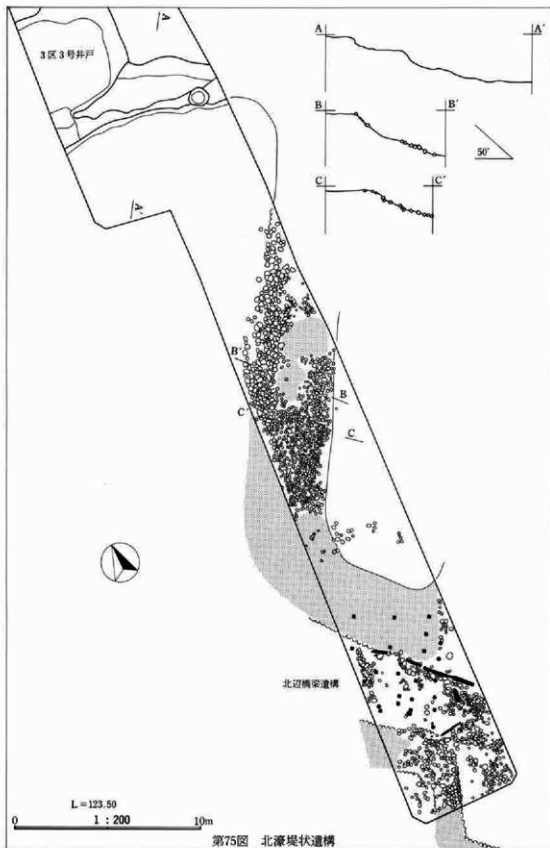 A
3区3号井戸
A′
A
A′
B
B′
50°
C
C′
B′
B
C′
C
北辺橋梁遺構
L=123.50
0
1:200
10m
第75図 北濠堤状遺構